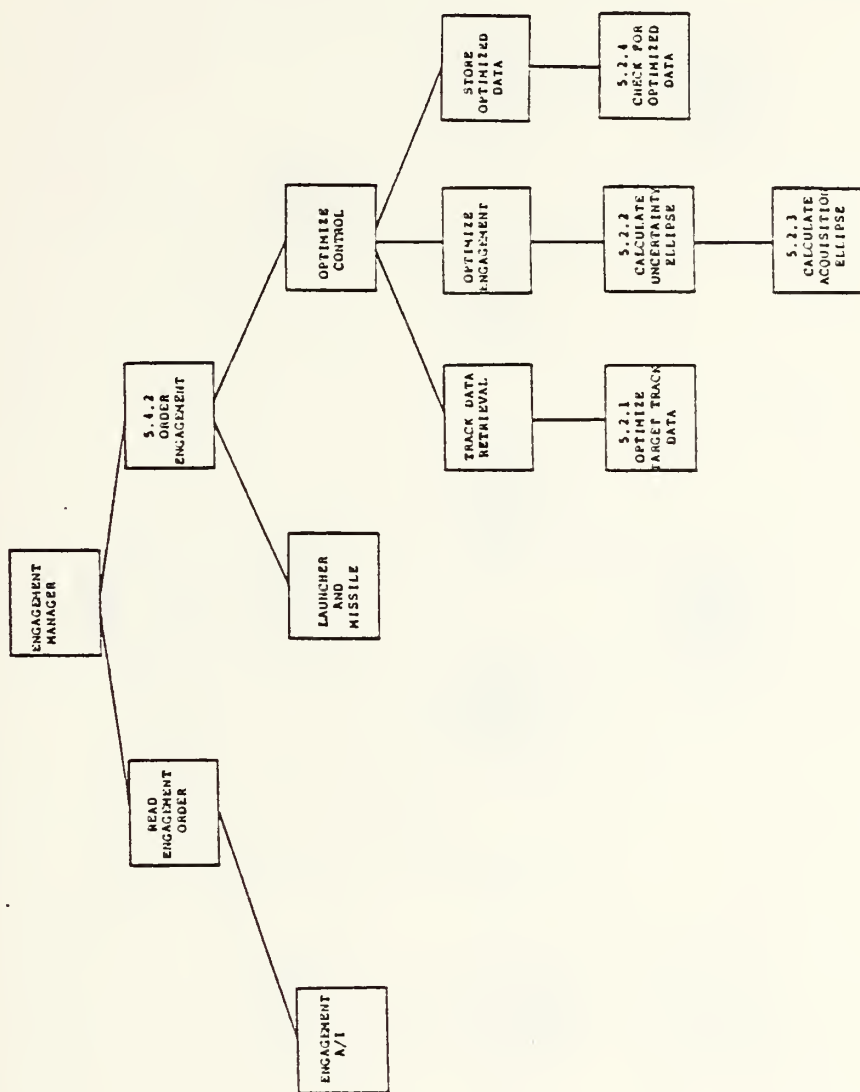 ENGAGEMENT
MANAGER
READ
ENGAGEMENT
ORDER
5.4.2
ORDER
ENGAGEMENT
ENGAGEMENT
A/I
LAUNCHER
AND
MISSILE
OPTIMIZE
CONTROL
TRACK DATA
RETRIEVAL
OPTIMIZE
ENGAGEMENT
STORE
OPTIMIZED
DATA
5.2.1
OPTIMIZE
TARGET TRACK
DATA
5.2.2
CALCULATE
UNCERTAINTY
ELLIPSE
5.2.4
CHECK FOR
OPTIMIZED
DATA
5.2.3
CALCULATE
ACQUISITION
ELLIPSE